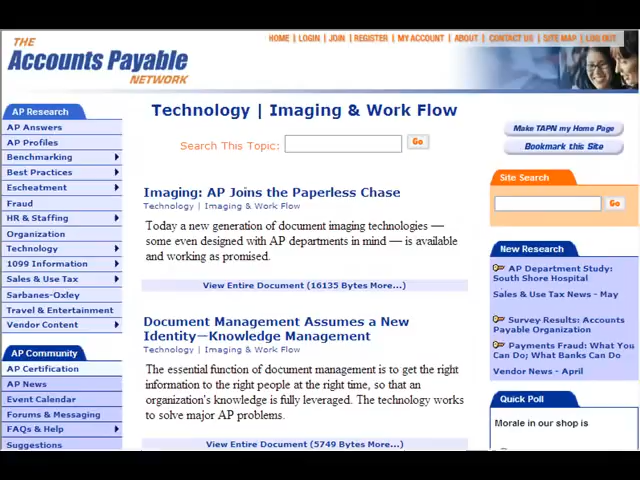 HOME | LOGIN | JOIN | REGISTER | MY ACCOUNT | ABOUT | CONTACT US | SITE MAP | LOG OUT
THE
Accounts Payable
NETWORK
AP Research
AP Answers
AP Profiles
Benchmarking
Best Practices
Escheatment
Fraud
HR & Staffing
Organization
Technology
1099 Information
Sales & Use Tax
Sarbanes-Oxley
Travel & Entertainment
Vendor Content
AP Community
AP Certification
AP News
Event Calendar
Forums & Messaging
FAQs & Help
Suggestions
Technology | Imaging & Work Flow
Search This Topic:
Go
Imaging: AP Joins the Paperless Chase
Technology | Imaging & Work Flow
Today a new generation of document imaging technologies —
some even designed with AP departments in mind — is available
and working as promised.
View Entire Document (16135 Bytes More...)
Document Management Assumes a New
Identity—Knowledge Management
Technology | Imaging & Work Flow
The essential function of document management is to get the right
information to the right people at the right time, so that an
organization's knowledge is fully leveraged. The technology works
to solve major AP problems.
View Entire Document (5749 Bytes More...)
Make TAPN my Home Page
Bookmark this Site
Site Search
Go
New Research
AP Department Study:
South Shore Hospital
Sales & Use Tax News - May
Survey Results: Accounts
Payable Organization
Payments Fraud: What You
Can Do; What Banks Can Do
Vendor News - April
Quick Poll
Morale in our shop is